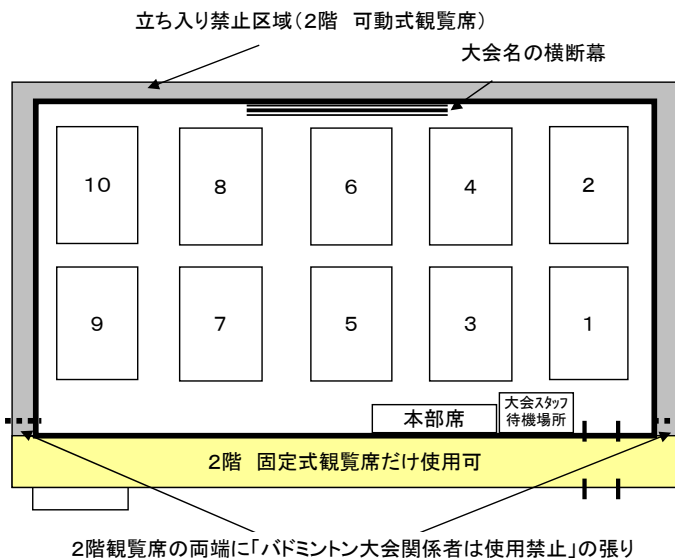 立ち入り禁止区域（２階　可動式観覧席）
大会名の横断幕
１０　８　６　４　２
９　７　５　３　１
大会スタッフ
待機場所
本部席
２階　固定式観覧席だけ使用可
２階観覧席の両端に「バドミントン大会関係者は使用禁止」の張り